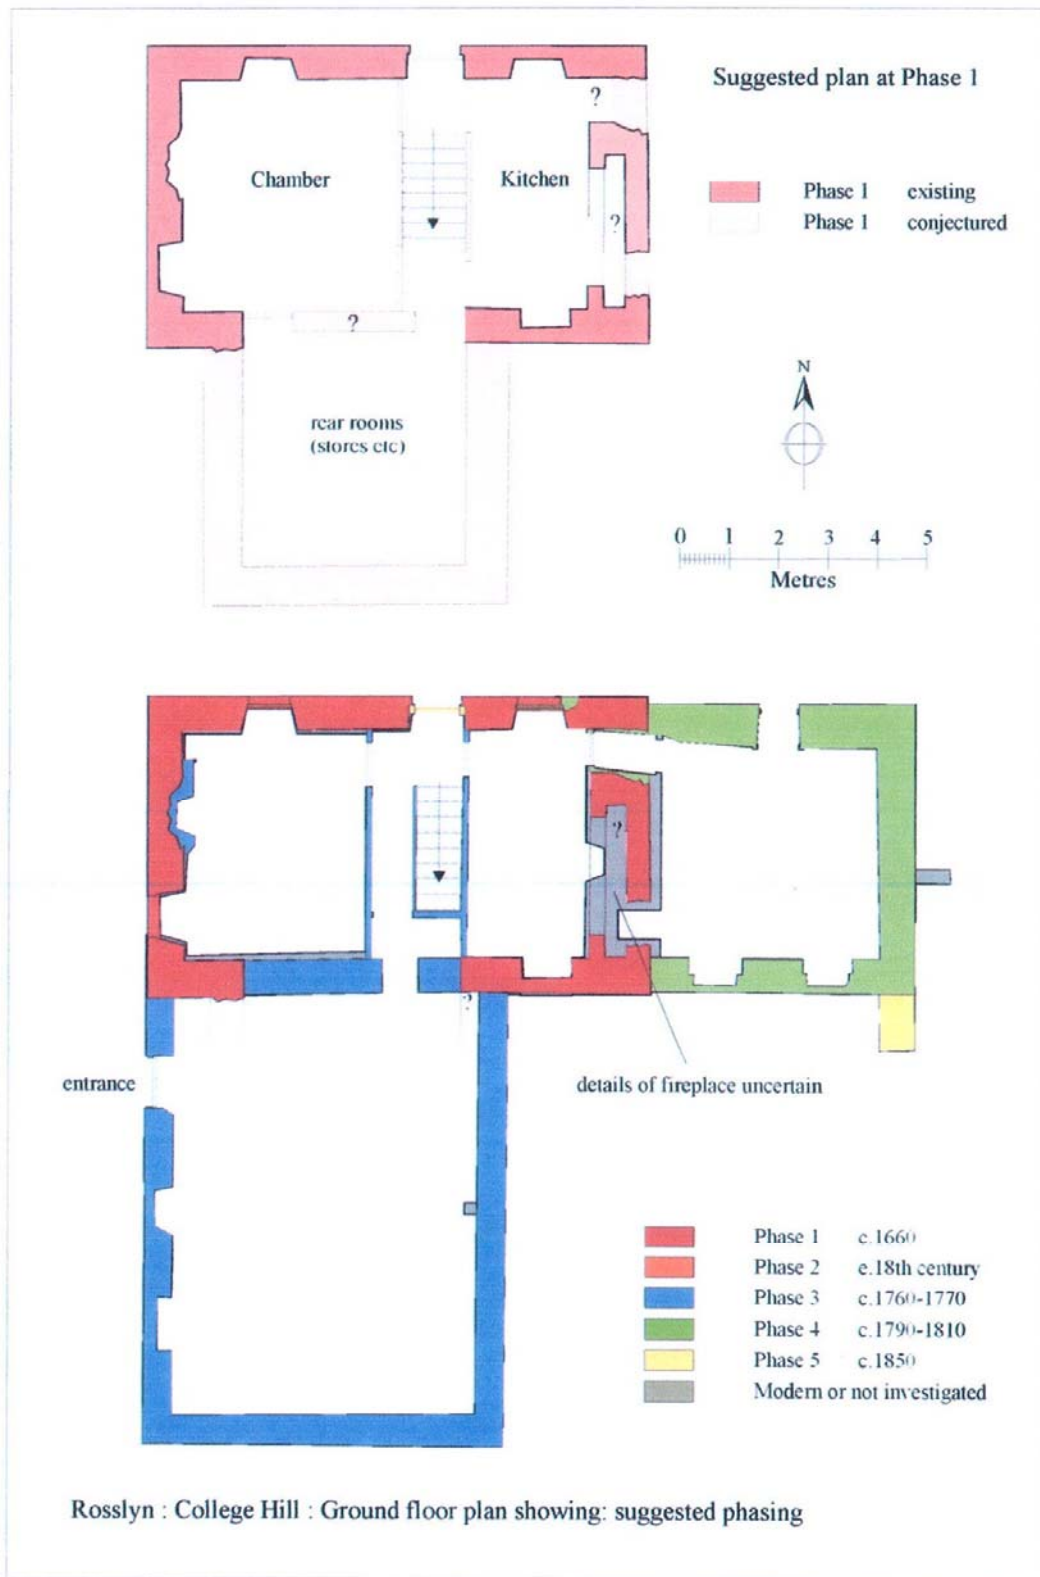 Suggested plan at Phase 1
?
Chamber
Kitchen
?
Phase 1 existing
Phase 1 conjectured
?
N
rear rooms
(stores etc)
0 1 2 3 4 5
Metres
?
?
entrance
details of fireplace uncertain
Phase 1 c.1660
Phase 2 e.18th century
Phase 3 c.1760-1770
Phase 4 c.1790-1810
Phase 5 c.1850
Modern or not investigated
Rosslyn : College Hill : Ground floor plan showing: suggested phasing